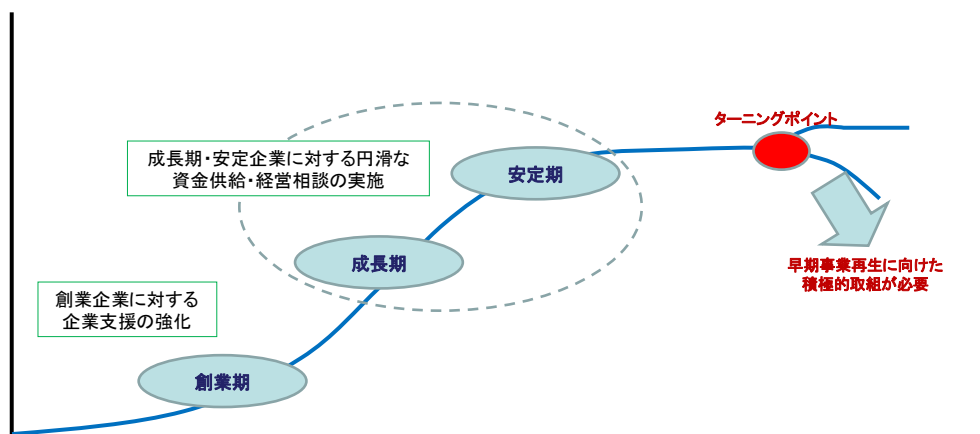 ターニングポイント
成長期・安定企業に対する円滑な
資金供給・経営相談の実施
安定期
成長期
早期事業再生に向けた
積極的取組が必要
創業企業に対する
企業支援の強化
創業期